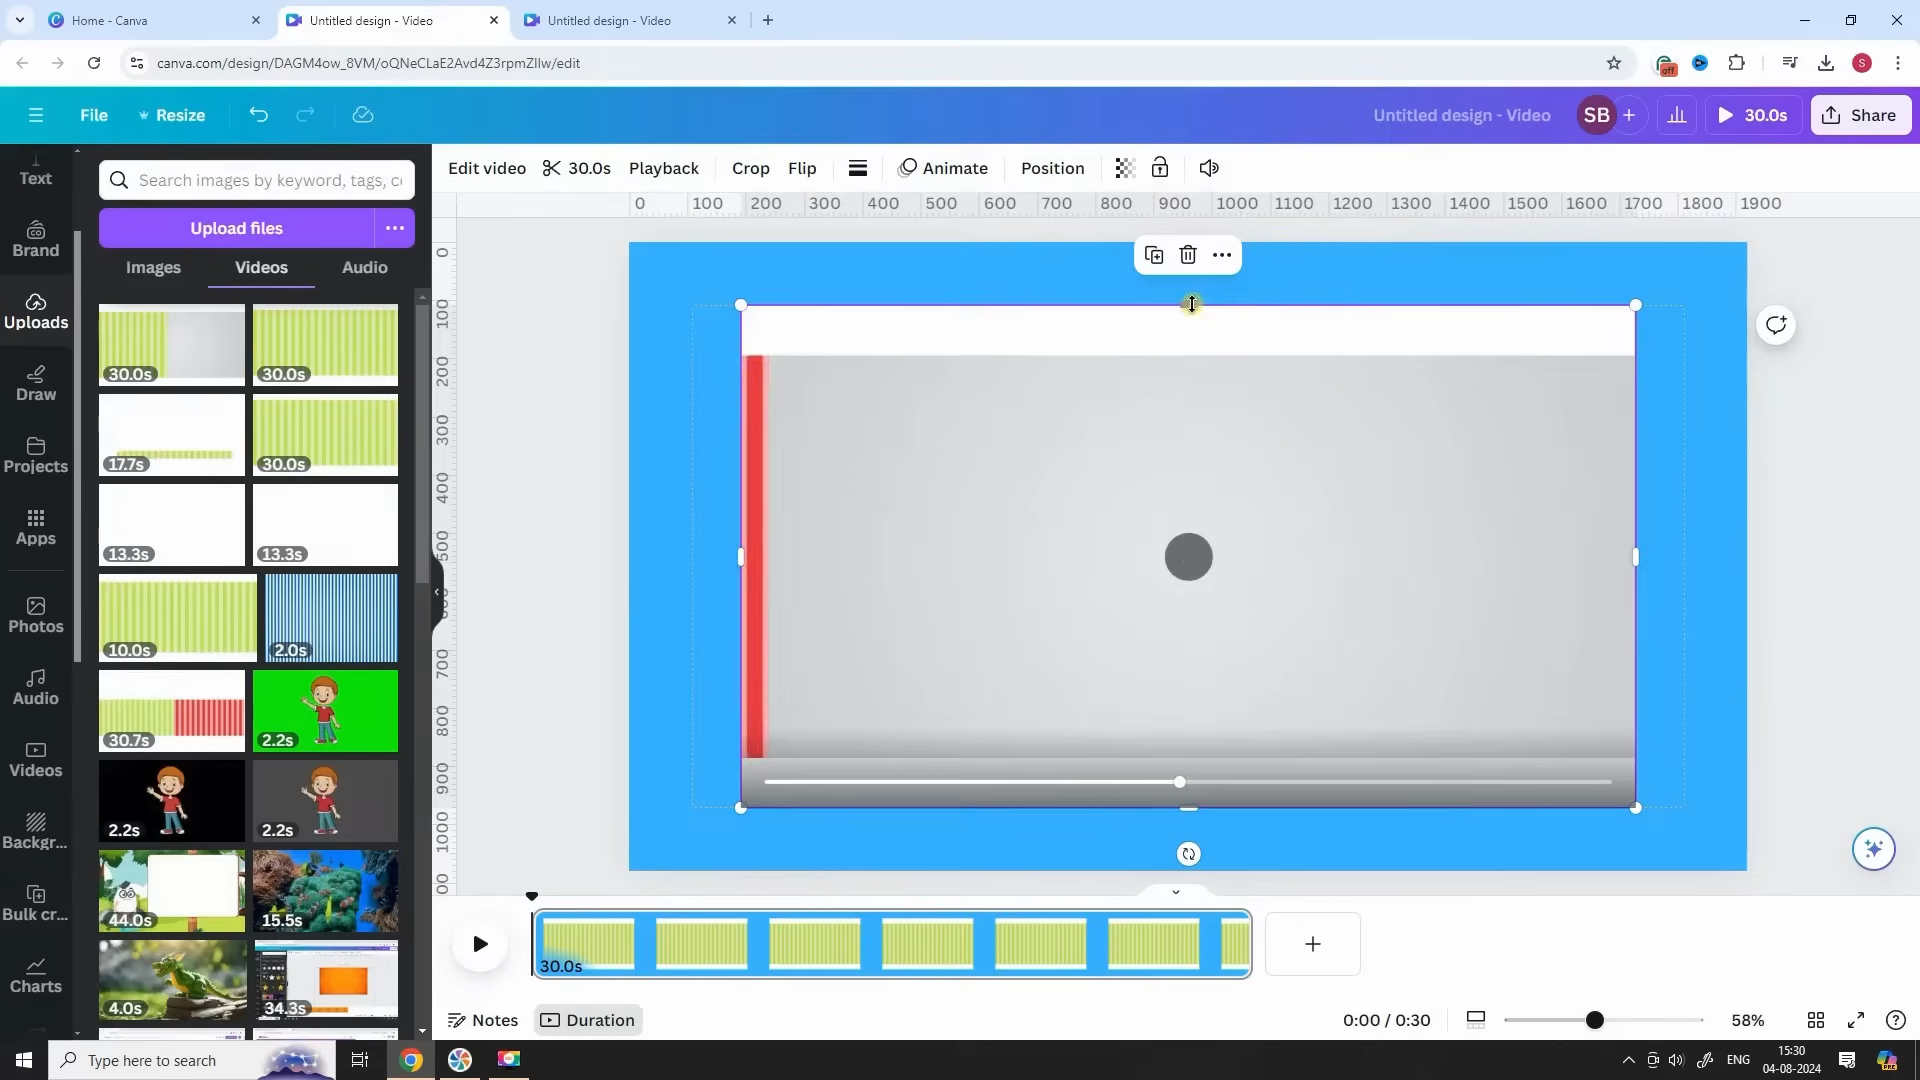 Home - Canva
Untitled design - Video
Untitled design - Video
canva.com/design/DAGM4ow_8VM/oQNeCLaE2Avd4Z3rpmZllw/edit
off
S
File
Resize
Untitled design - Video
SB
30.0s
Share
Text
Brand
Uploads
Draw
Projects
Apps
Photos
Audio
Videos
Backgr...
Bulk cr...
Charts
Search images by keyword, tags, c
Upload files
Images
Videos
Audio
30.0s
30.0s
17.7s
30.0s
13.3s
13.3s
10.0s
2.0s
30.7s
2.2s
2.2s
2.2s
44.0s
15.5s
4.0s
34.3s
Edit video
30.0s
Playback
Crop
Flip
Animate
Position
0 100 200 300 400 500 600 700 800 900 1000 1100 1200 1300 1400 1500 1600 1700 1800 1900
0
100
200
300
400
500
700
800
900
1000
30.0s
Notes
Duration
0:00 / 0:30
58%
Type here to search
ENG
15:30
04-08-2024